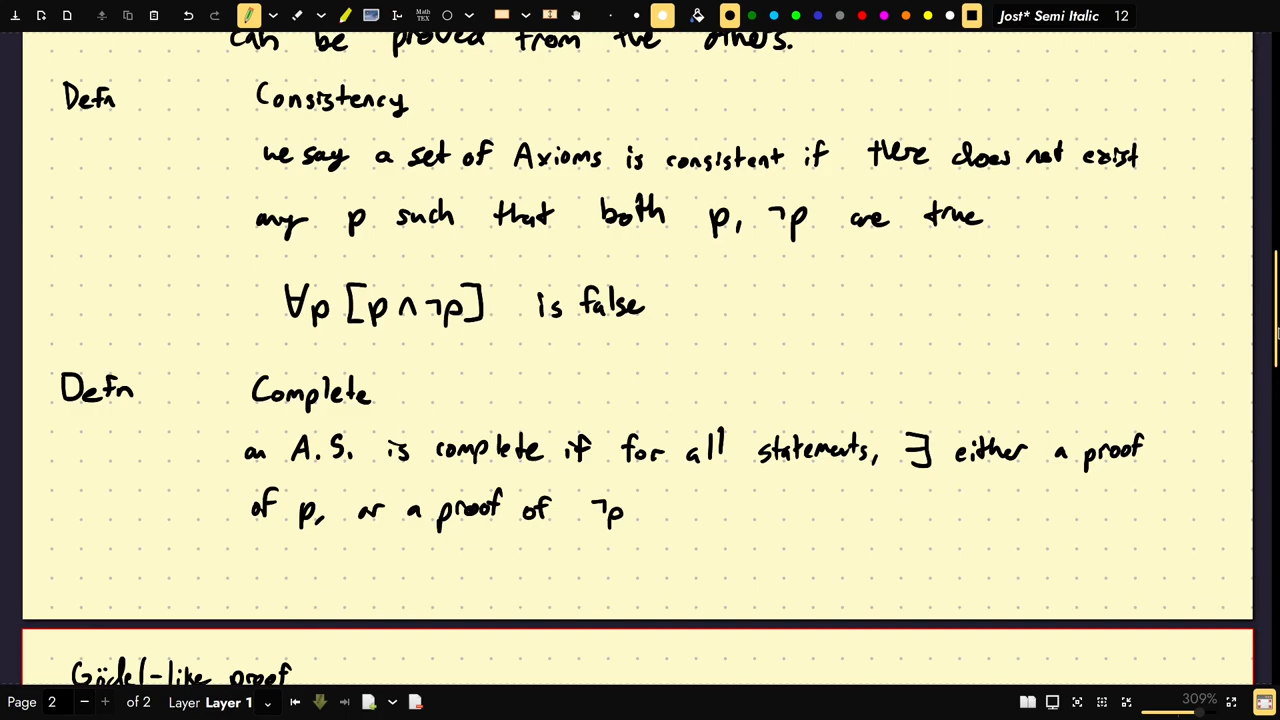 Math
TEX
Jost* Semi Italic 12
can be proved from the others.
Defn Consistency
we say a set of Axioms is consistent if there does not exist
any p such that both p, ¬p are true
∀p [p ∧ ¬p] is false
Defn Complete
an A.S. is complete if for all statements, ∃ either a proof
of p, or a proof of ¬p
Gödel-like proof
Page 2 of 2 Layer Layer 1 309%